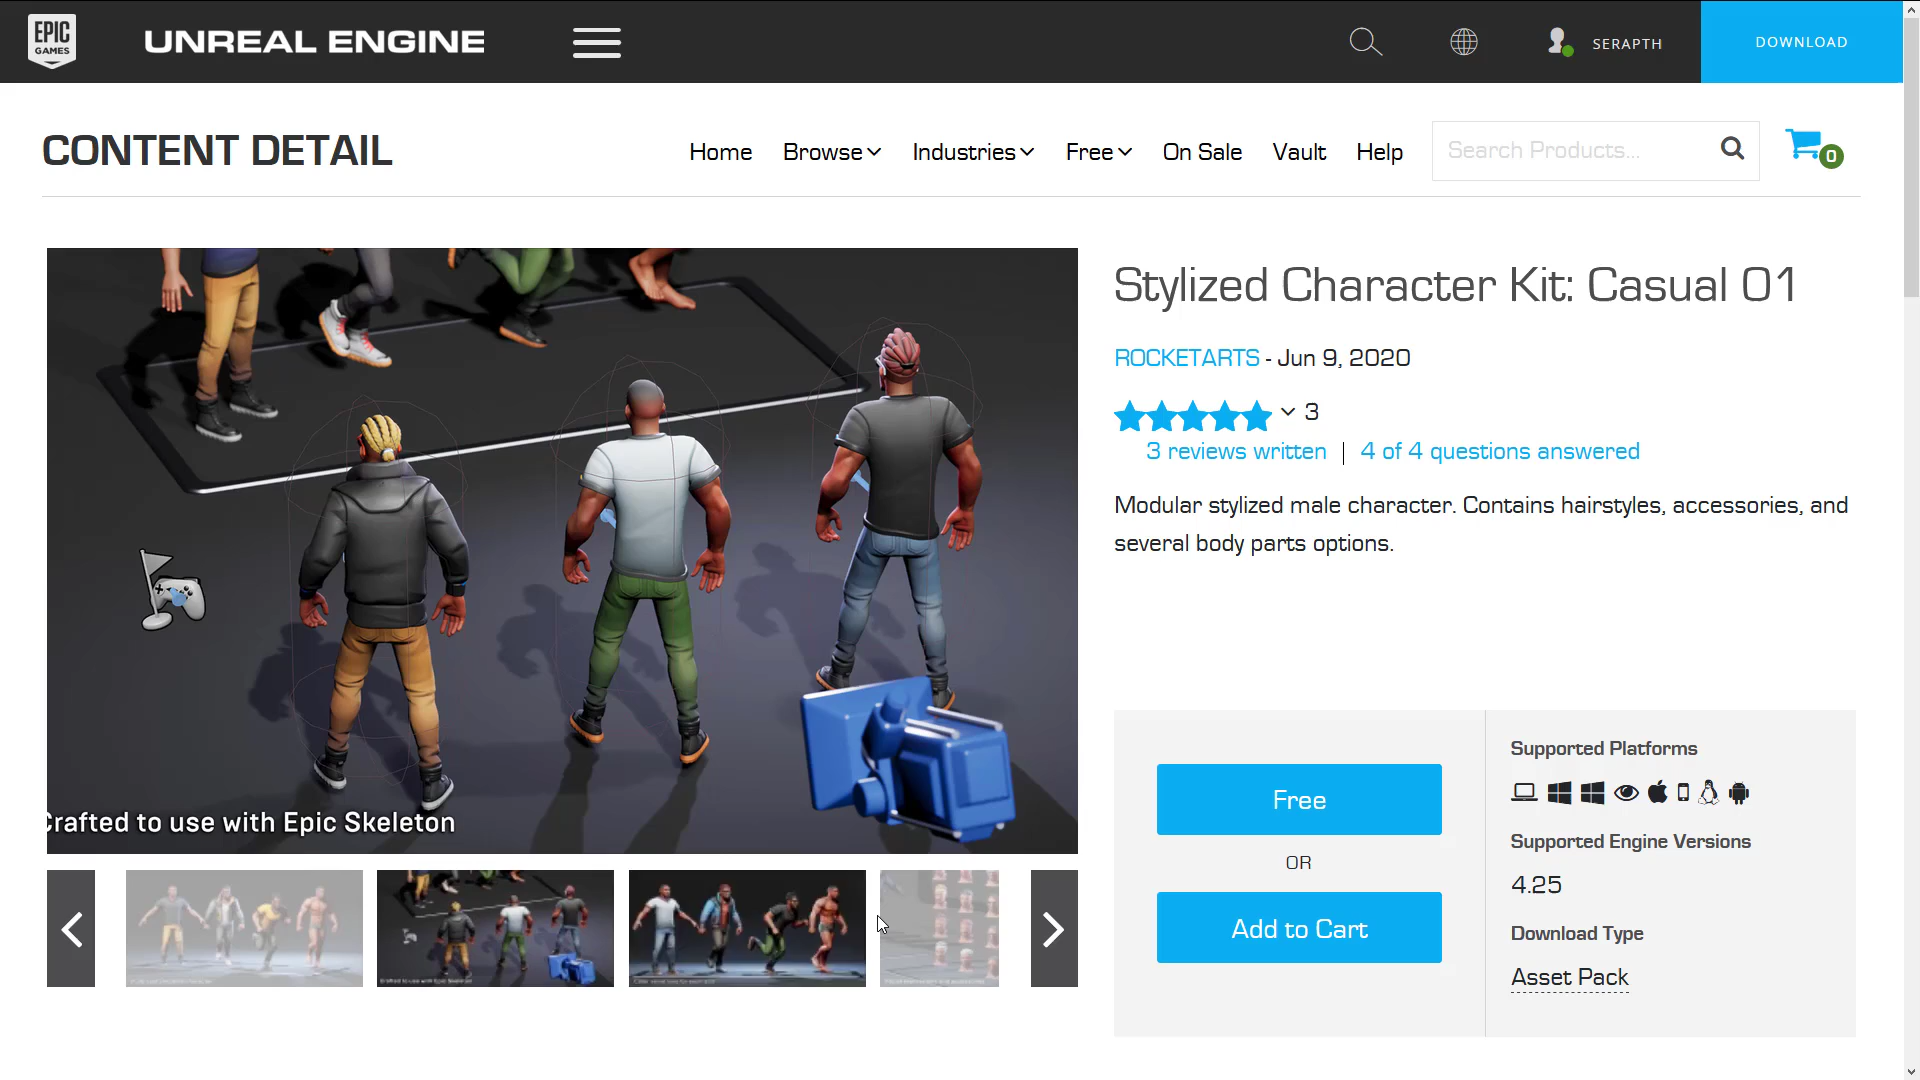 EPIC
GAMES
UNREAL ENGINE
SERAPTH
DOWNLOAD
CONTENT DETAIL
Home
Browse
Industries
Free
On Sale
Vault
Help
Search Products...
0
Stylized Character Kit: Casual 01
ROCKETARTS - Jun 9, 2020
3
3 reviews written | 4 of 4 questions answered
Modular stylized male character. Contains hairstyles, accessories, and
several body parts options.
Crafted to use with Epic Skeleton
Free
OR
Add to Cart
Supported Platforms
Supported Engine Versions
4.25
Download Type
Asset Pack